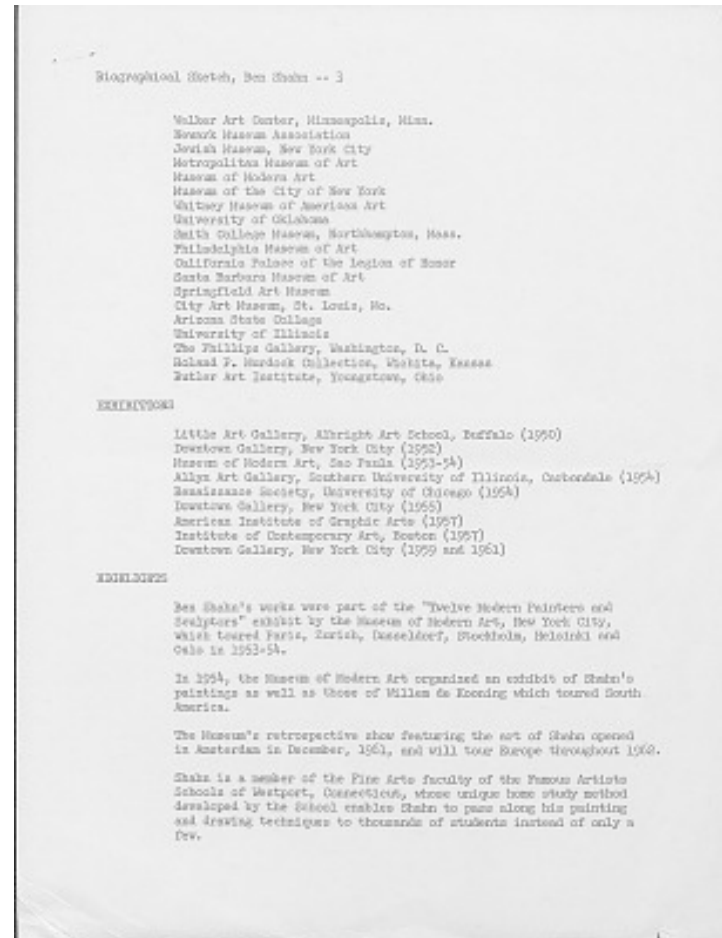 Biographical Sketch, Ben Shahn -- 3
Walker Art Center, Minneapolis, Minn.
Newark Museum Association
Jewish Museum, New York City
Metropolitan Museum of Art
Museum of Modern Art
Museum of the City of New York
Whitney Museum of American Art
University of Oklahoma
Smith College Museum, Northhampton, Mass.
Philadelphia Museum of Art
California Palace of the Legion of Honor
Santa Barbara Museum of Art
Springfield Art Museum
City Art Museum, St. Louis, Mo.
Arizona State College
University of Illinois
The Phillips Gallery, Washington, D. C.
Roland P. Murdock Collection, Wichita, Kansas
Butler Art Institute, Youngstown, Ohio
EXHIBITIONS
Little Art Gallery, Albright Art School, Buffalo (1950)
Downtown Gallery, New York City (1952)
Museum of Modern Art, Sao Paula (1953-54)
Allyn Art Gallery, Southern University of Illinois, Carbondale (1954)
Renaissance Society, University of Chicago (1954)
Downtown Gallery, New York City (1955)
American Institute of Graphic Arts (1957)
Institute of Contemporary Art, Boston (1957)
Downtown Gallery, New York City (1959 and 1961)
HIGHLIGHTS
Ben Shahn's works were part of the "Twelve Modern Painters and
Sculptors" exhibit by the Museum of Modern Art, New York City,
which toured Paris, Zurich, Dusseldorf, Stockholm, Helsinki and
Oslo in 1953-54.
In 1954, the Museum of Modern Art organized an exhibit of Shahn's
paintings as well as those of Willem de Kooning which toured South
America.
The Museum's retrospective show featuring the art of Shahn opened
in Amsterdam in December, 1961, and will tour Europe throughout 1962.
Shahn is a member of the Fine Arts faculty of the Famous Artists
Schools of Westport, Connecticut, whose unique home study method
developed by the School enables Shahn to pass along his painting
and drawing techniques to thousands of students instead of only a
few.